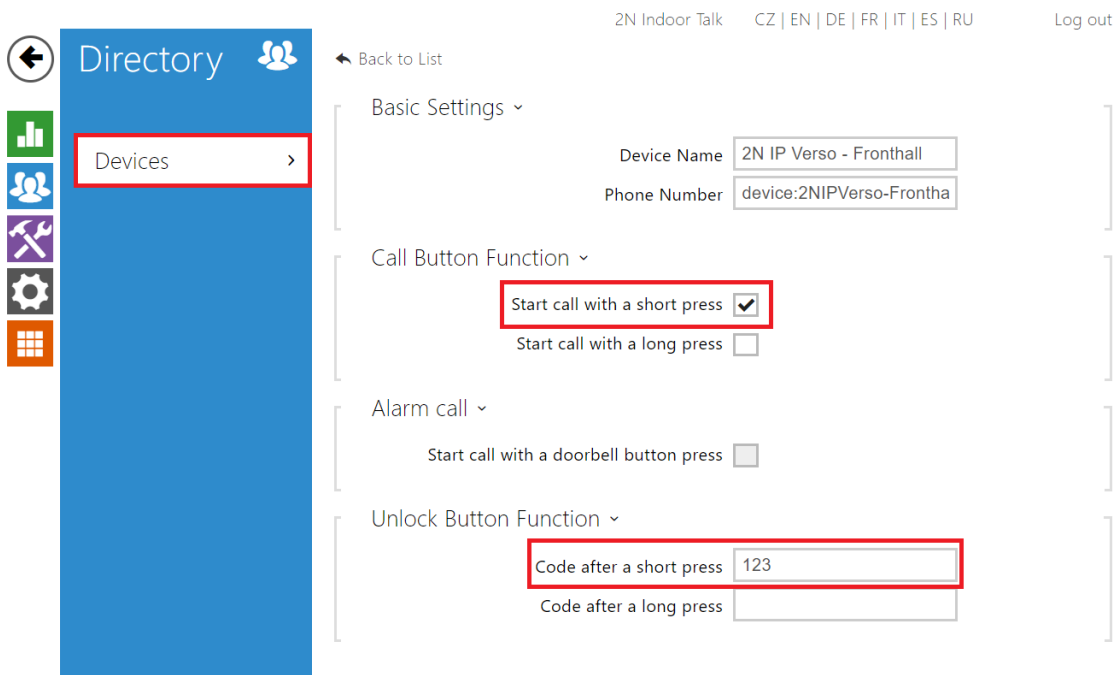 2N Indoor Talk CZ | EN | DE | FR | IT | ES | RU Log out
Directory
Back to List
Basic Settings
Devices
Device Name 2N IP Verso - Fronthall
Phone Number device:2NIPVerso-Frontha
Call Button Function
Start call with a short press
Start call with a long press
Alarm call
Start call with a doorbell button press
Unlock Button Function
Code after a short press 123
Code after a long press